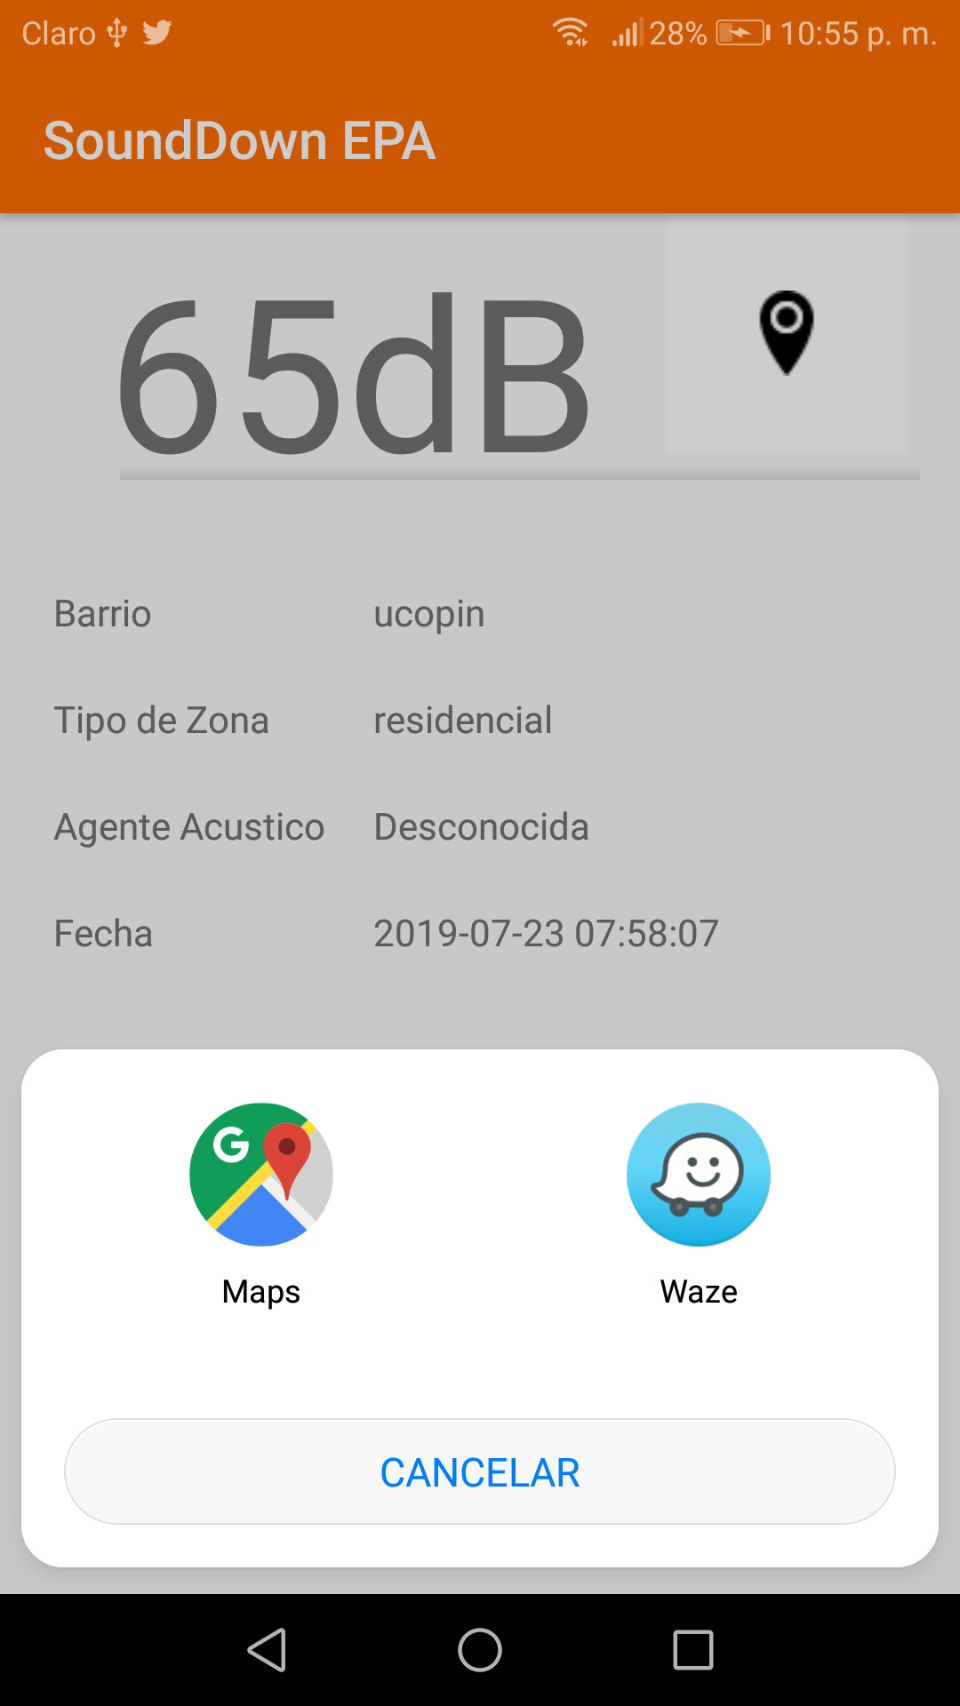 Claro 28% 10:55 p. m.
SoundDown EPA
65dB
Barrio ucopin
Tipo de Zona residencial
Agente Acustico Desconocida
Fecha 2019-07-23 07:58:07
G
Maps Waze
CANCELAR